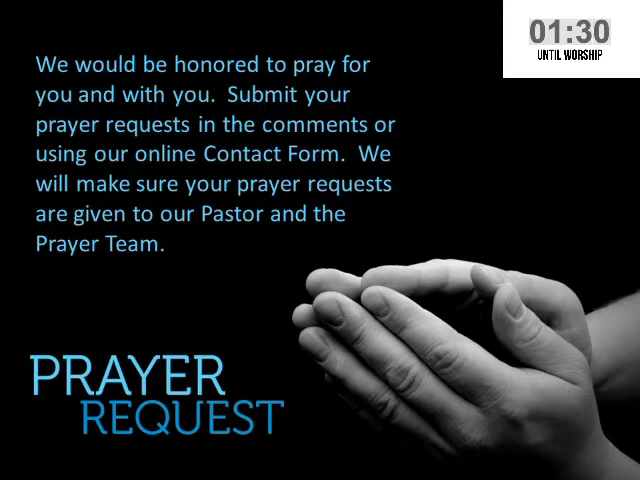 01:30
UNTIL WORSHIP
We would be honored to pray for
you and with you.  Submit your
prayer requests in the comments or
using our online Contact Form.  We
will make sure your prayer requests
are given to our Pastor and the
Prayer Team.
PRAYER
REQUEST